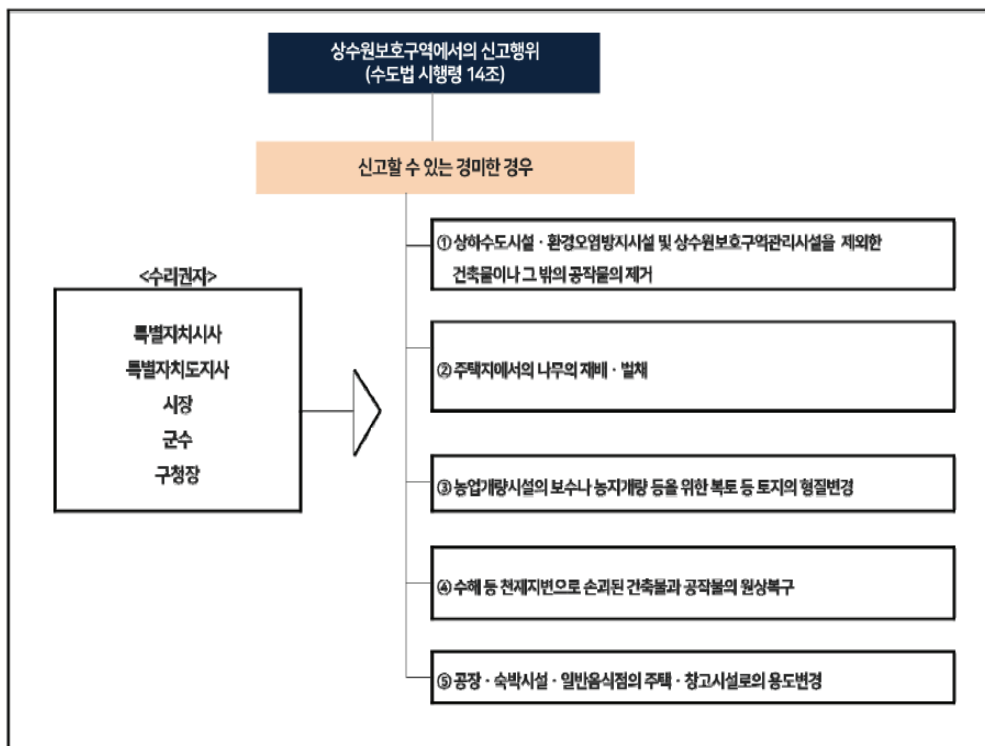 상수원보호구역에서의 신고행위
(수도법 시행령 14조)
신고할 수 있는 경미한 경우
<수리권자>
특별자치시사
특별자치도지사
시장
군수
구청장
① 상하수도시설 · 환경오염방지시설 및 상수원보호구역관리시설을 제외한
건축물이나 그 밖의 공작물의 제거
② 주택지에서의 나무의 재배 · 벌채
③ 농업개량시설의 보수나 농지개량 등을 위한 복토 등 토지의 형질변경
④ 수해 등 천재지변으로 손괴된 건축물과 공작물의 원상복구
⑤ 공장 · 숙박시설 · 일반음식점의 주택 · 창고시설로의 용도변경